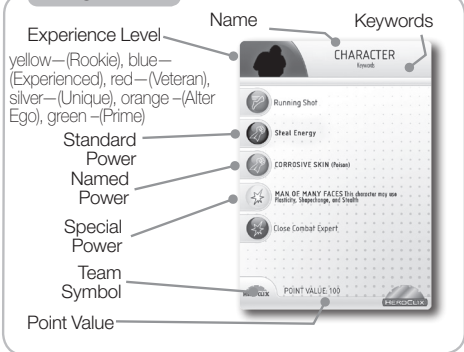 Name
Keywords
Experience Level
yellow—(Rookie), blue—
(Experienced), red—(Veteran),
silver—(Unique), orange –(Alter
Ego), green –(Prime)
CHARACTER
Keywords
Running Shot
Standard
Power
Steal Energy
Named
Power
CORROSIVE SKIN (Poison)
Special
Power
MAN OF MANY FACES This character may use
Plasticity, Shapechange, and Stealth
Close Combat Expert
Team
Symbol
HEROCLIX
POINT VALUE: 100
HEROCLIX
Point Value